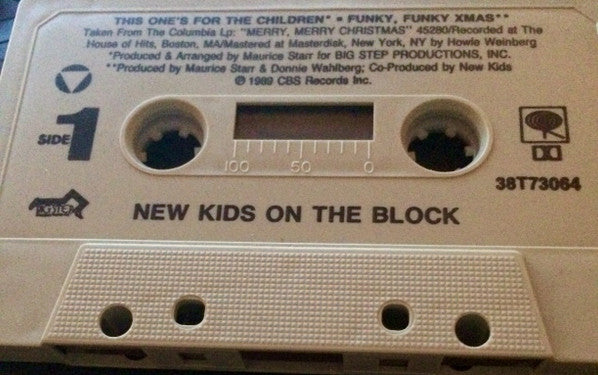 THIS ONE'S FOR THE CHILDREN* • FUNKY, FUNKY XMAS**
Taken From The Columbia Lp: "MERRY, MERRY CHRISTMAS" 45280/Recorded at The
House of Hits, Boston, MA/Mastered at Masterdisk, New York, NY by Howie Weinberg
*Produced & Arranged by Maurice Starr for BIG STEP PRODUCTIONS, INC.
**Produced by Maurice Starr & Donnie Wahlberg; Co-Produced by New Kids
℗ 1989 CBS Records Inc.
SIDE 1
100 50 0
38T73064
NEW KIDS ON THE BLOCK